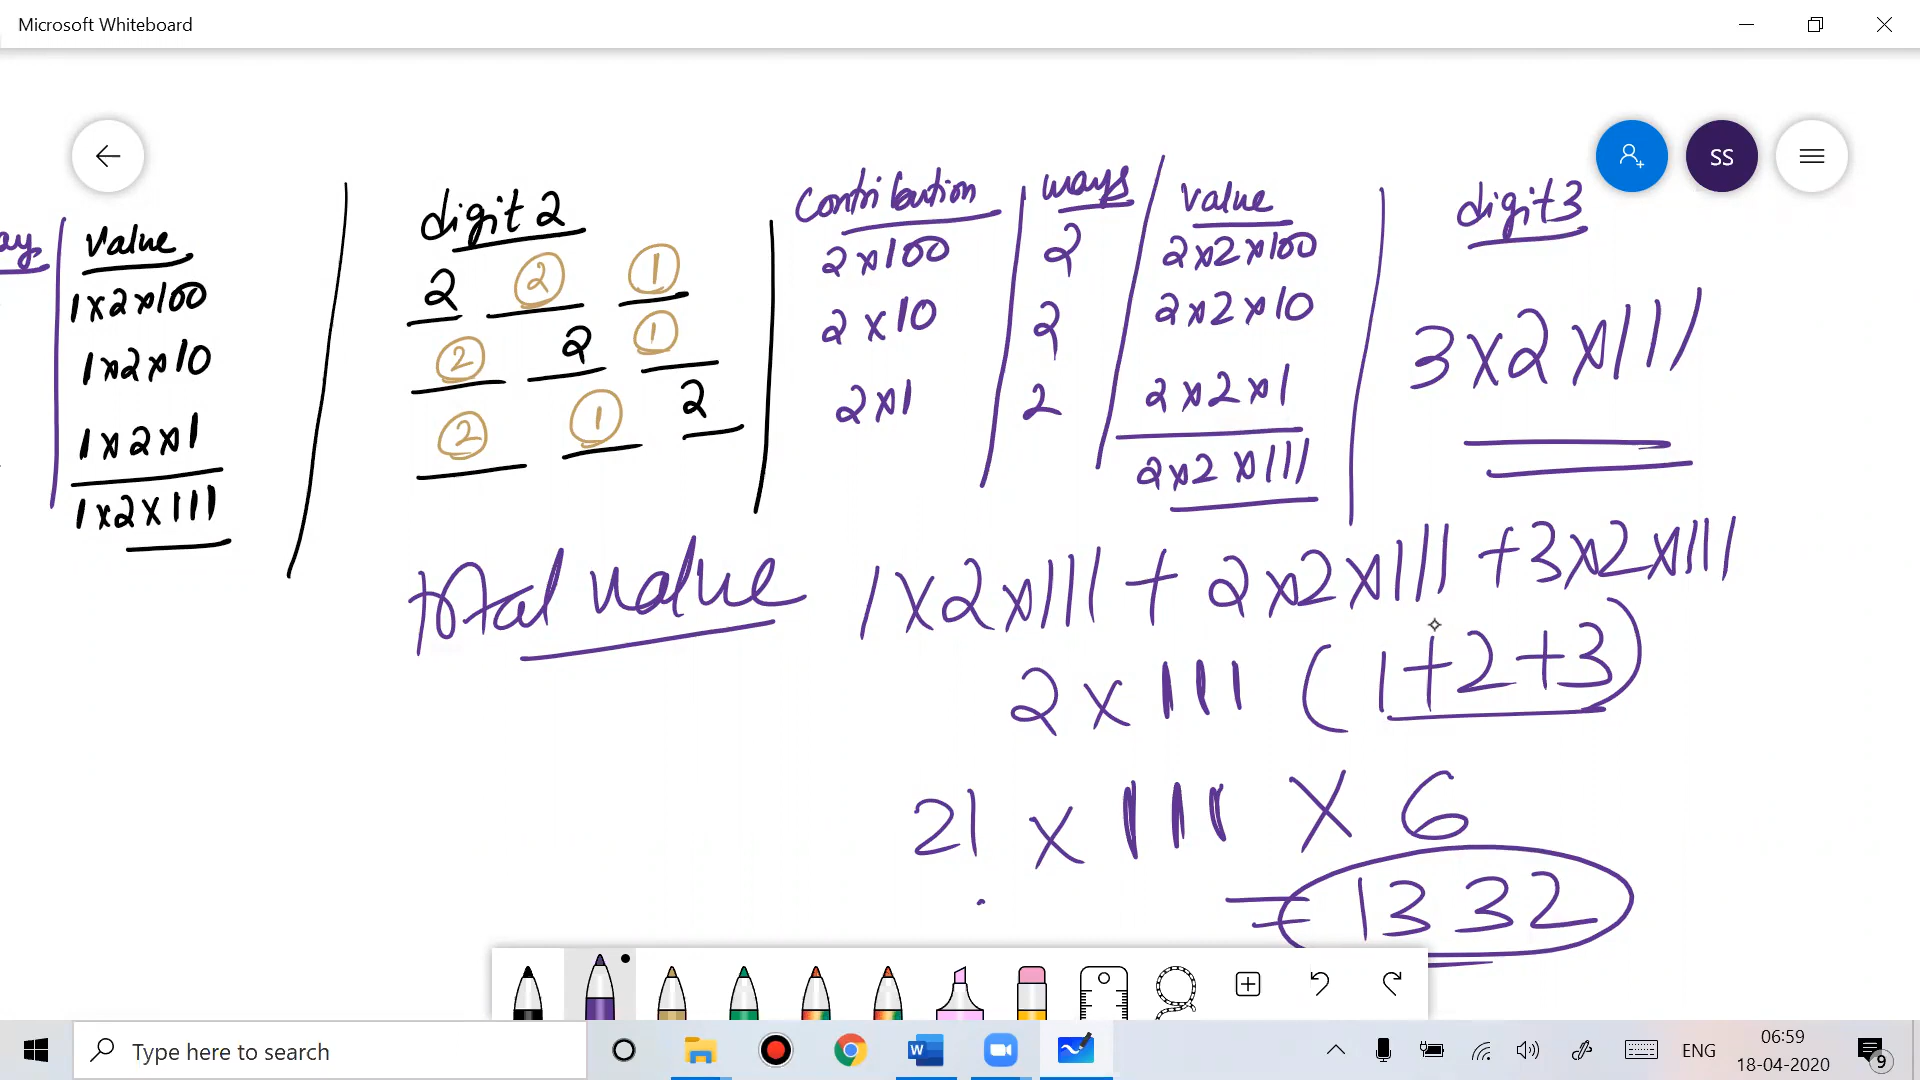 Microsoft Whiteboard
SS
value
1x2x100
1x2x10
1x2x1
1x2x111
digit 2
2 2 1
2 2 1
2 1 2
Contribution
2x100
2x10
2x1
ways
2
2
2
value
2x2x100
2x2x10
2x2x1
2x2x111
digit 3
3x2x111
total value 1x2x111 + 2x2x111 + 3x2x111
2 x 111 (1+2+3)
2! x 111 x 6
= 1332
Type here to search
ENG
06:59
18-04-2020
9